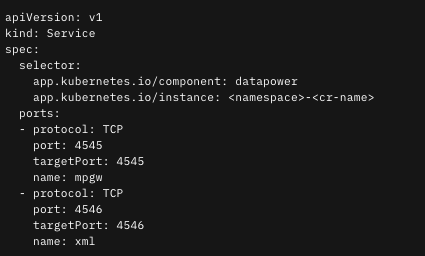 apiVersion: v1
kind: Service
spec:
  selector:
    app.kubernetes.io/component: datapower
    app.kubernetes.io/instance: <namespace>-<cr-name>
  ports:
  - protocol: TCP
    port: 4545
    targetPort: 4545
    name: mpgw
  - protocol: TCP
    port: 4546
    targetPort: 4546
    name: xml